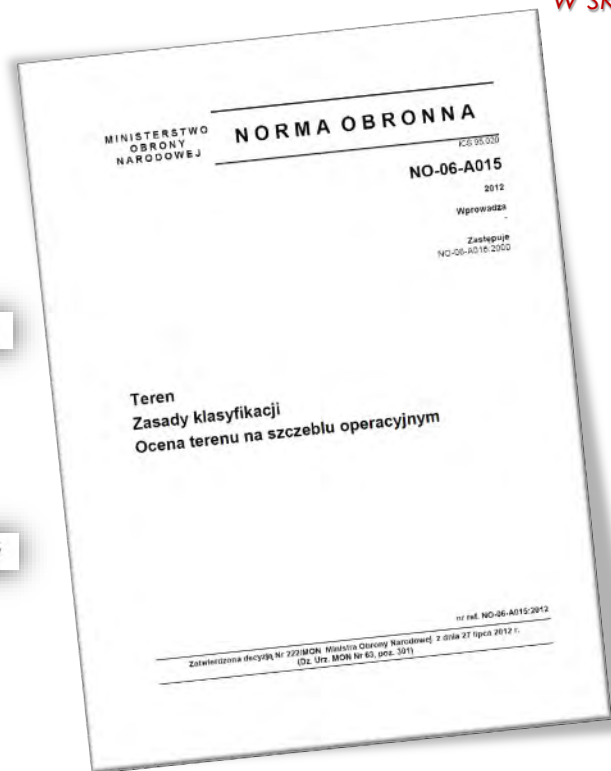 W SK
MINISTERSTWO
OBRONY
NARODOWEJ
NORMA OBRONNA
ICS 95.020
NO-06-A015
2012
Wprowadza
-
Zastępuje
NO-06-A015:2000
Teren
Zasady klasyfikacji
Ocena terenu na szczeblu operacyjnym
nr ref. NO-06-A015:2012
Zatwierdzona decyzją Nr 222/MON Ministra Obrony Narodowej z dnia 27 lipca 2012 r.
(Dz. Urz. MON Nr 63, poz. 301)